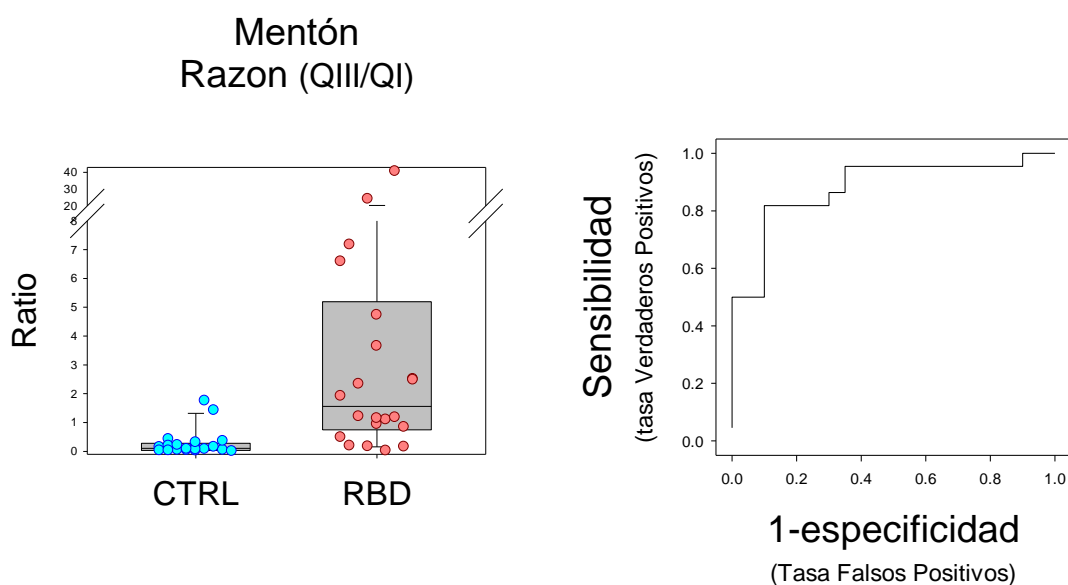 Mentón
Razon (QIII/QI)
Ratio
40
30
20
8
7
6
5
4
3
2
1
0
CTRL
RBD
Sensibilidad
(tasa Verdaderos Positivos)
1.0
0.8
0.6
0.4
0.2
0.0
0.0
0.2
0.4
0.6
0.8
1.0
1-especificidad
(Tasa Falsos Positivos)